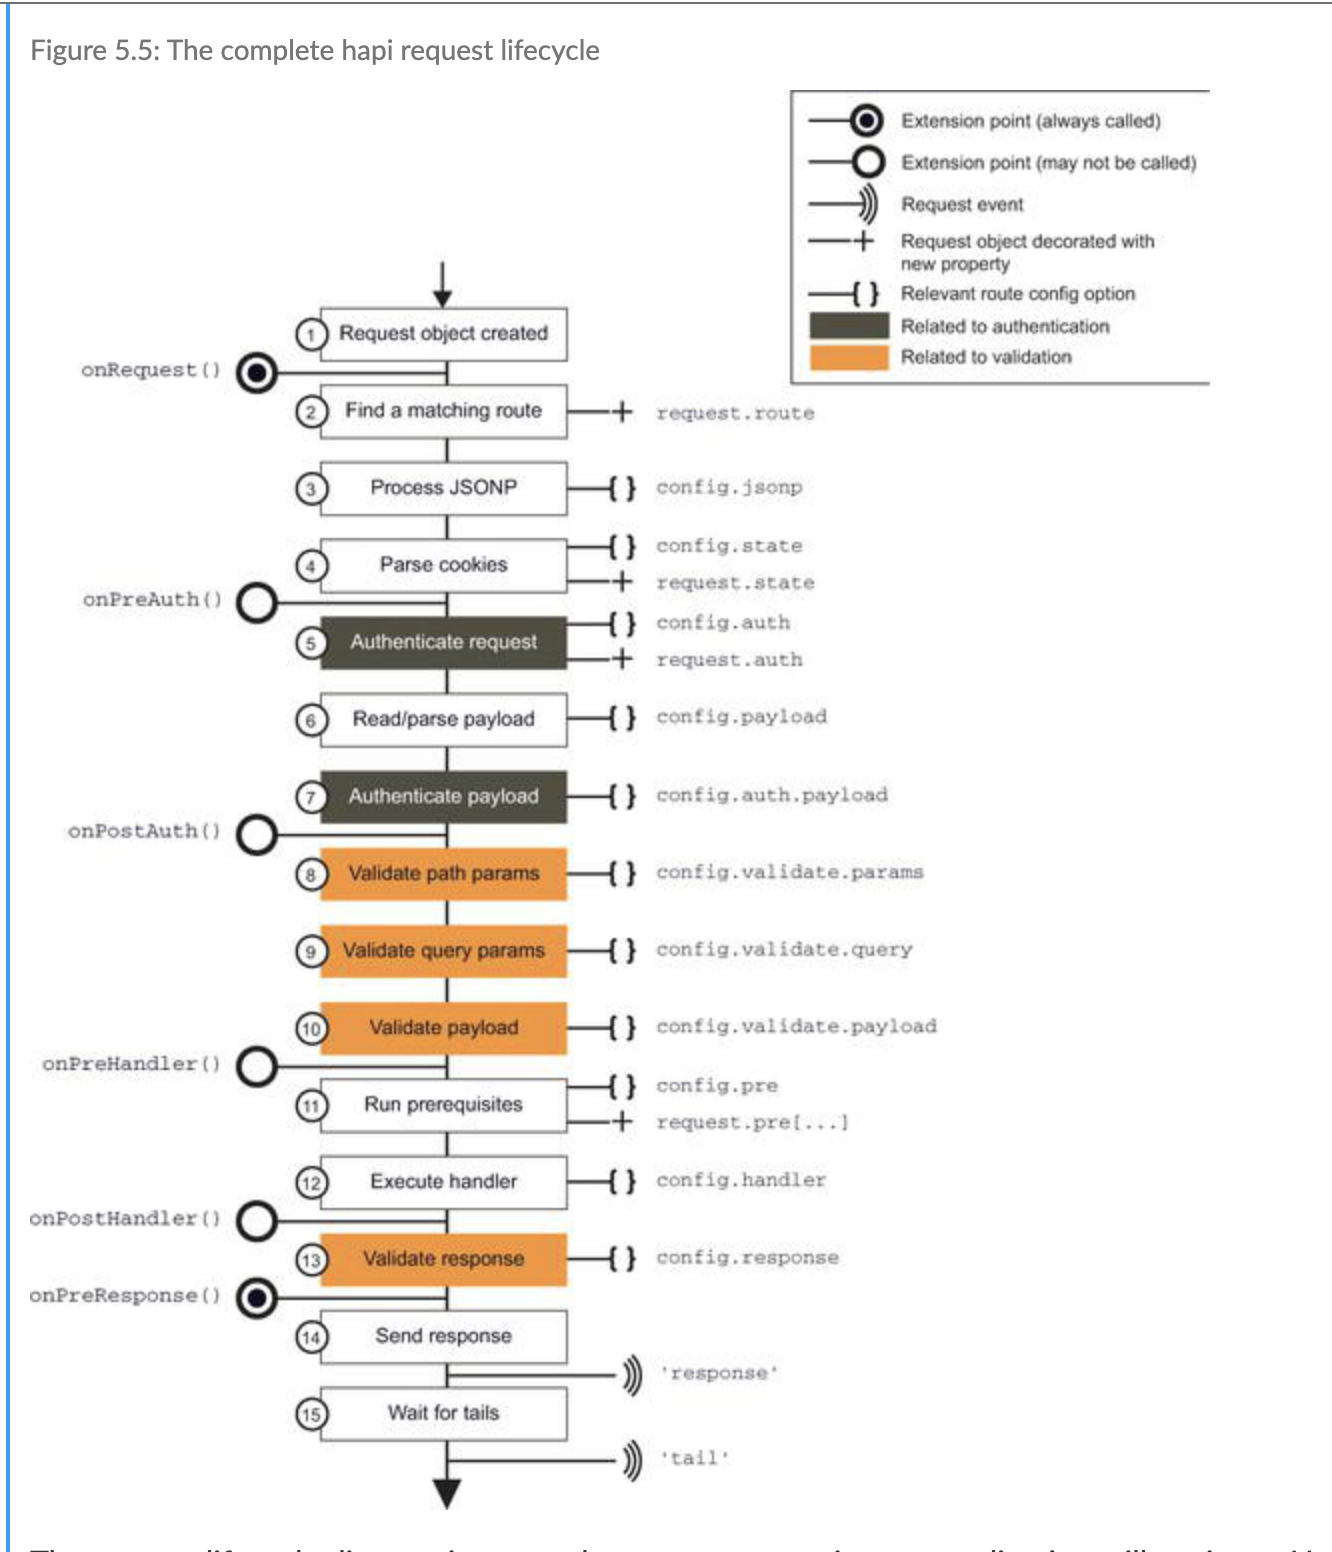 Figure 5.5: The complete hapi request lifecycle
Extension point (always called)
Extension point (may not be called)
Request event
Request object decorated with
new property
{ } Relevant route config option
Related to authentication
Related to validation
1 Request object created
onRequest()
2 Find a matching route
request.route
3 Process JSONP
{ } config.jsonp
4 Parse cookies
{ } config.state
request.state
onPreAuth()
5 Authenticate request
{ } config.auth
request.auth
6 Read/parse payload
{ } config.payload
7 Authenticate payload
{ } config.auth.payload
onPostAuth()
8 Validate path params
{ } config.validate.params
9 Validate query params
{ } config.validate.query
10 Validate payload
{ } config.validate.payload
onPreHandler()
11 Run prerequisites
{ } config.pre
request.pre[...]
12 Execute handler
{ } config.handler
onPostHandler()
13 Validate response
{ } config.response
onPreResponse()
14 Send response
'response'
15 Wait for tails
'tail'